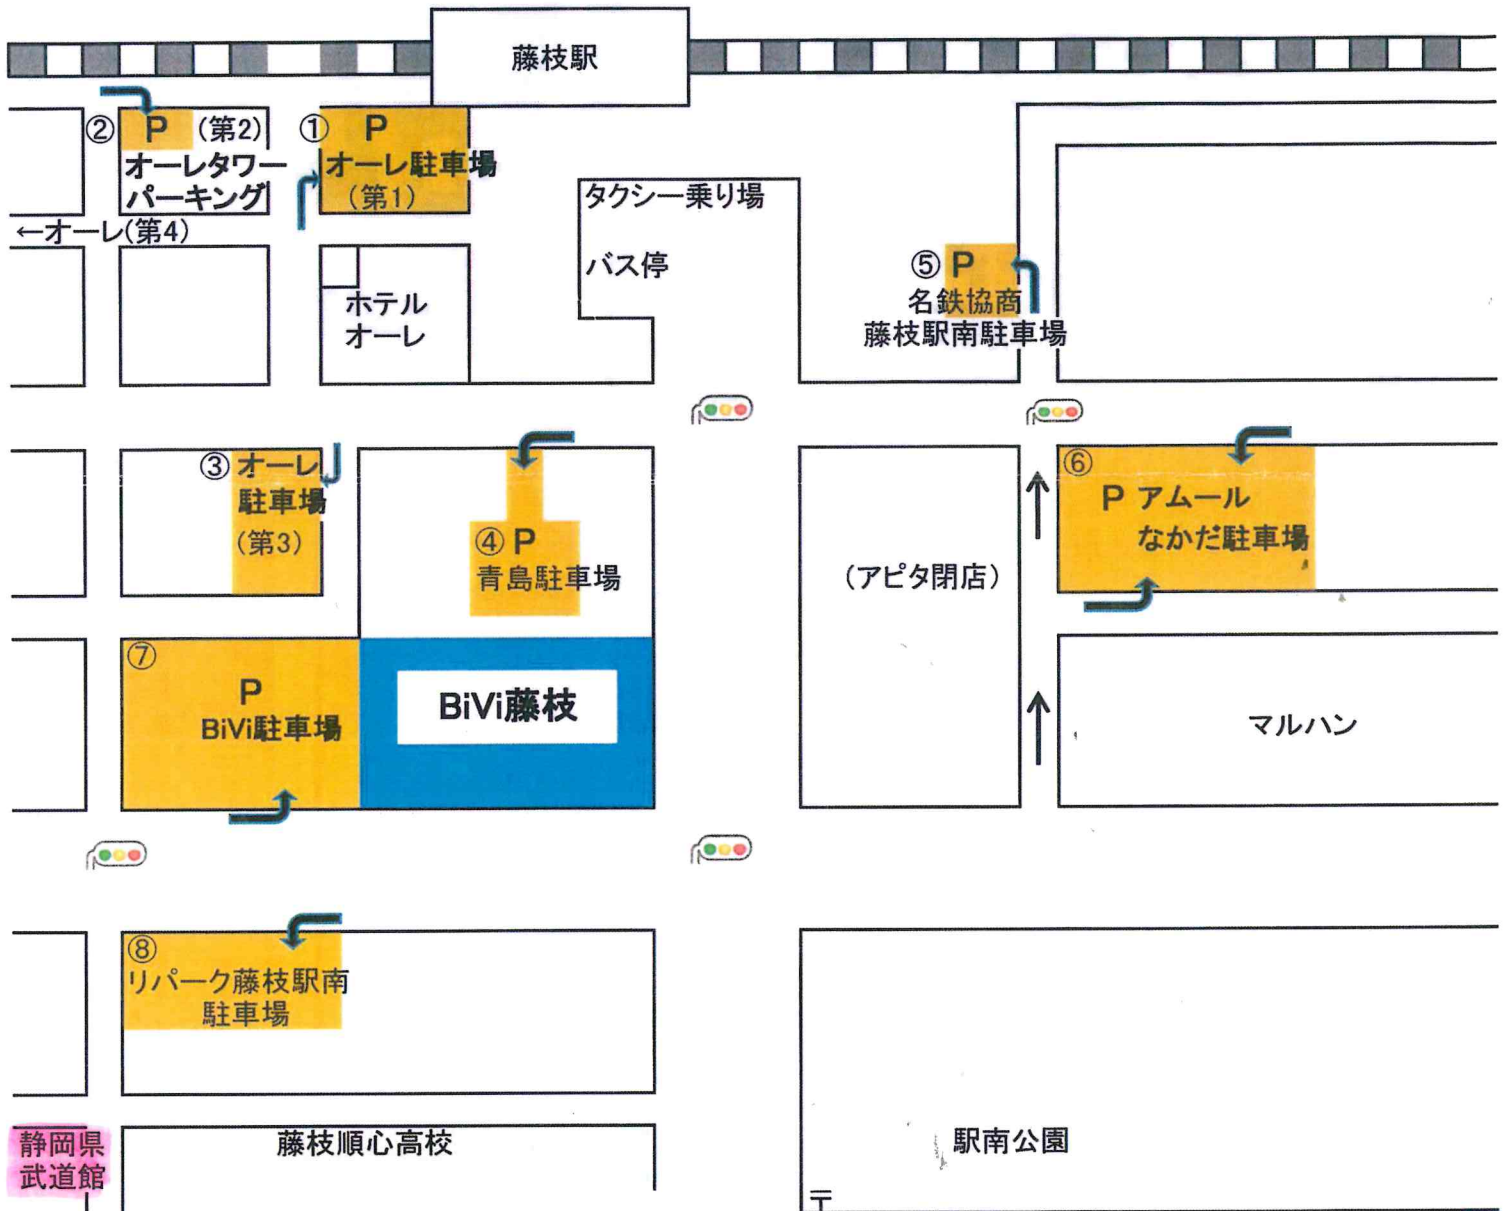 藤枝駅
② P (第2)
オーレタワー
パーキング
① P
オーレ駐車場
(第1)
←オーレ(第4)
ホテル
オーレ
タクシー乗り場
バス停
⑤ P
名鉄協商
藤枝駅南駐車場
③ オーレ
駐車場
(第3)
④ P
青島駐車場
(アピタ閉店)
⑥
P アムール
なかだ駐車場
⑦
P
BiVi駐車場
BiVi藤枝
マルハン
⑧
リパーク藤枝駅南
駐車場
静岡県
武道館
藤枝順心高校
駅南公園
〒